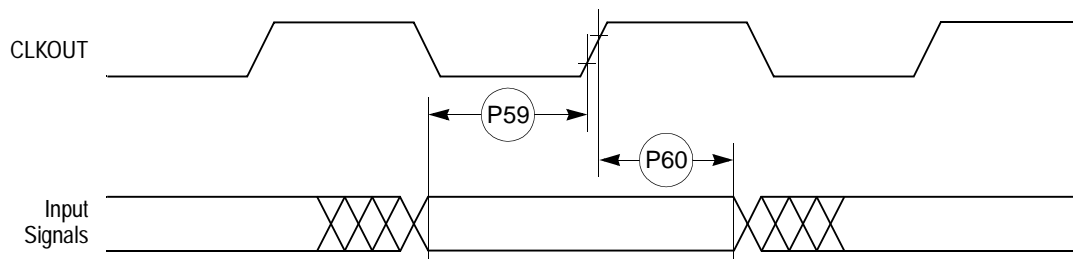 CLKOUT
P59
P60
Input
Signals